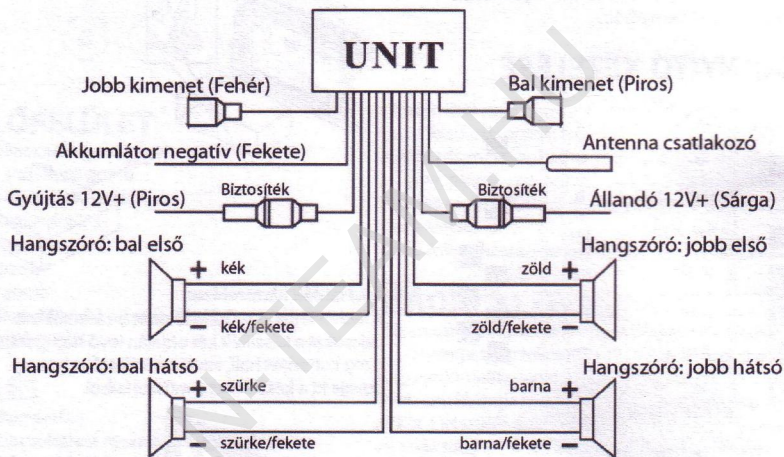 UNIT
Jobb kimenet (Fehér)
Bal kimenet (Piros)
Akkumlátor negatív (Fekete)
Antenna csatlakozó
Gyújtás 12V+ (Piros)
Biztosíték
Biztosíték
Állandó 12V+ (Sárga)
Hangszóró: bal első
Hangszóró: jobb első
+ kék
zöld +
− kék/fekete
zöld/fekete −
Hangszóró: bal hátsó
Hangszóró: jobb hátsó
+ szürke
barna +
− szürke/fekete
barna/fekete −
N-TEAM.HU